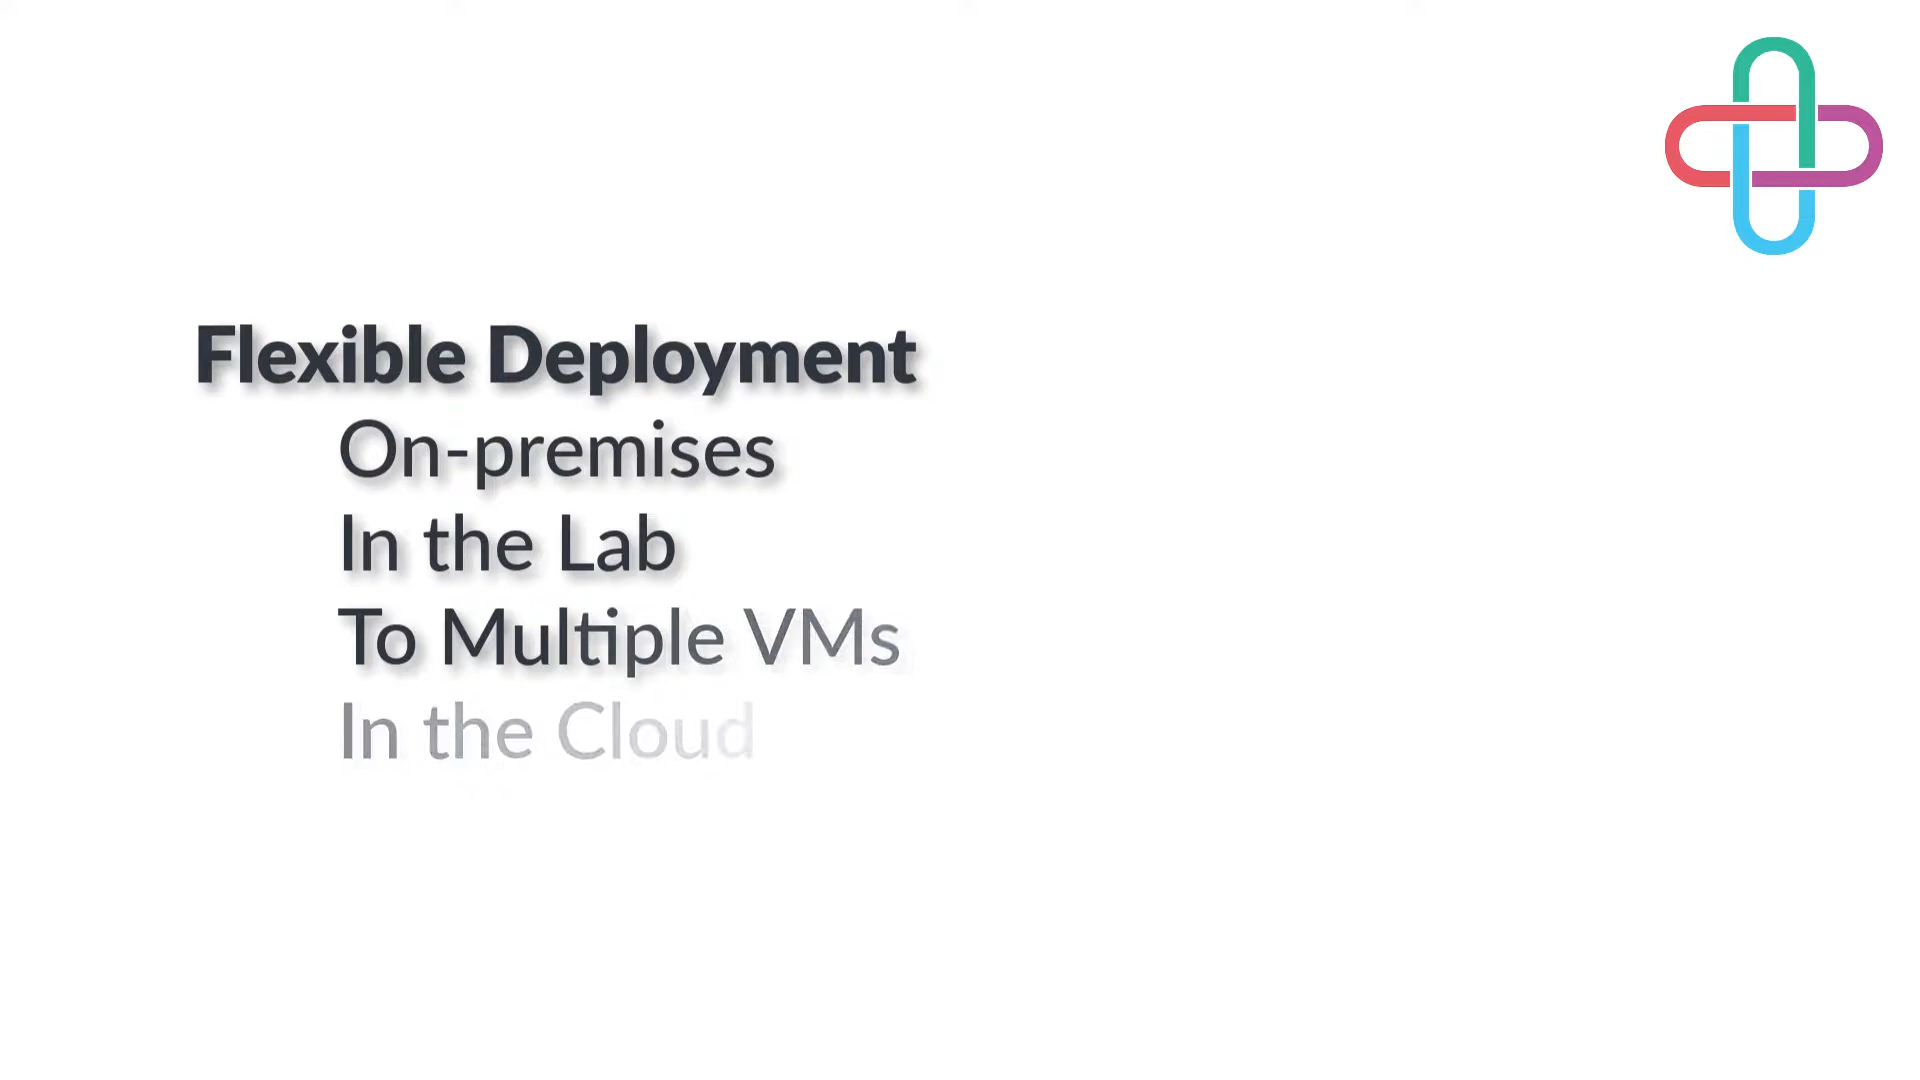 Flexible Deployment
On-premises
In the Lab
To Multiple VMs
In the Cloud